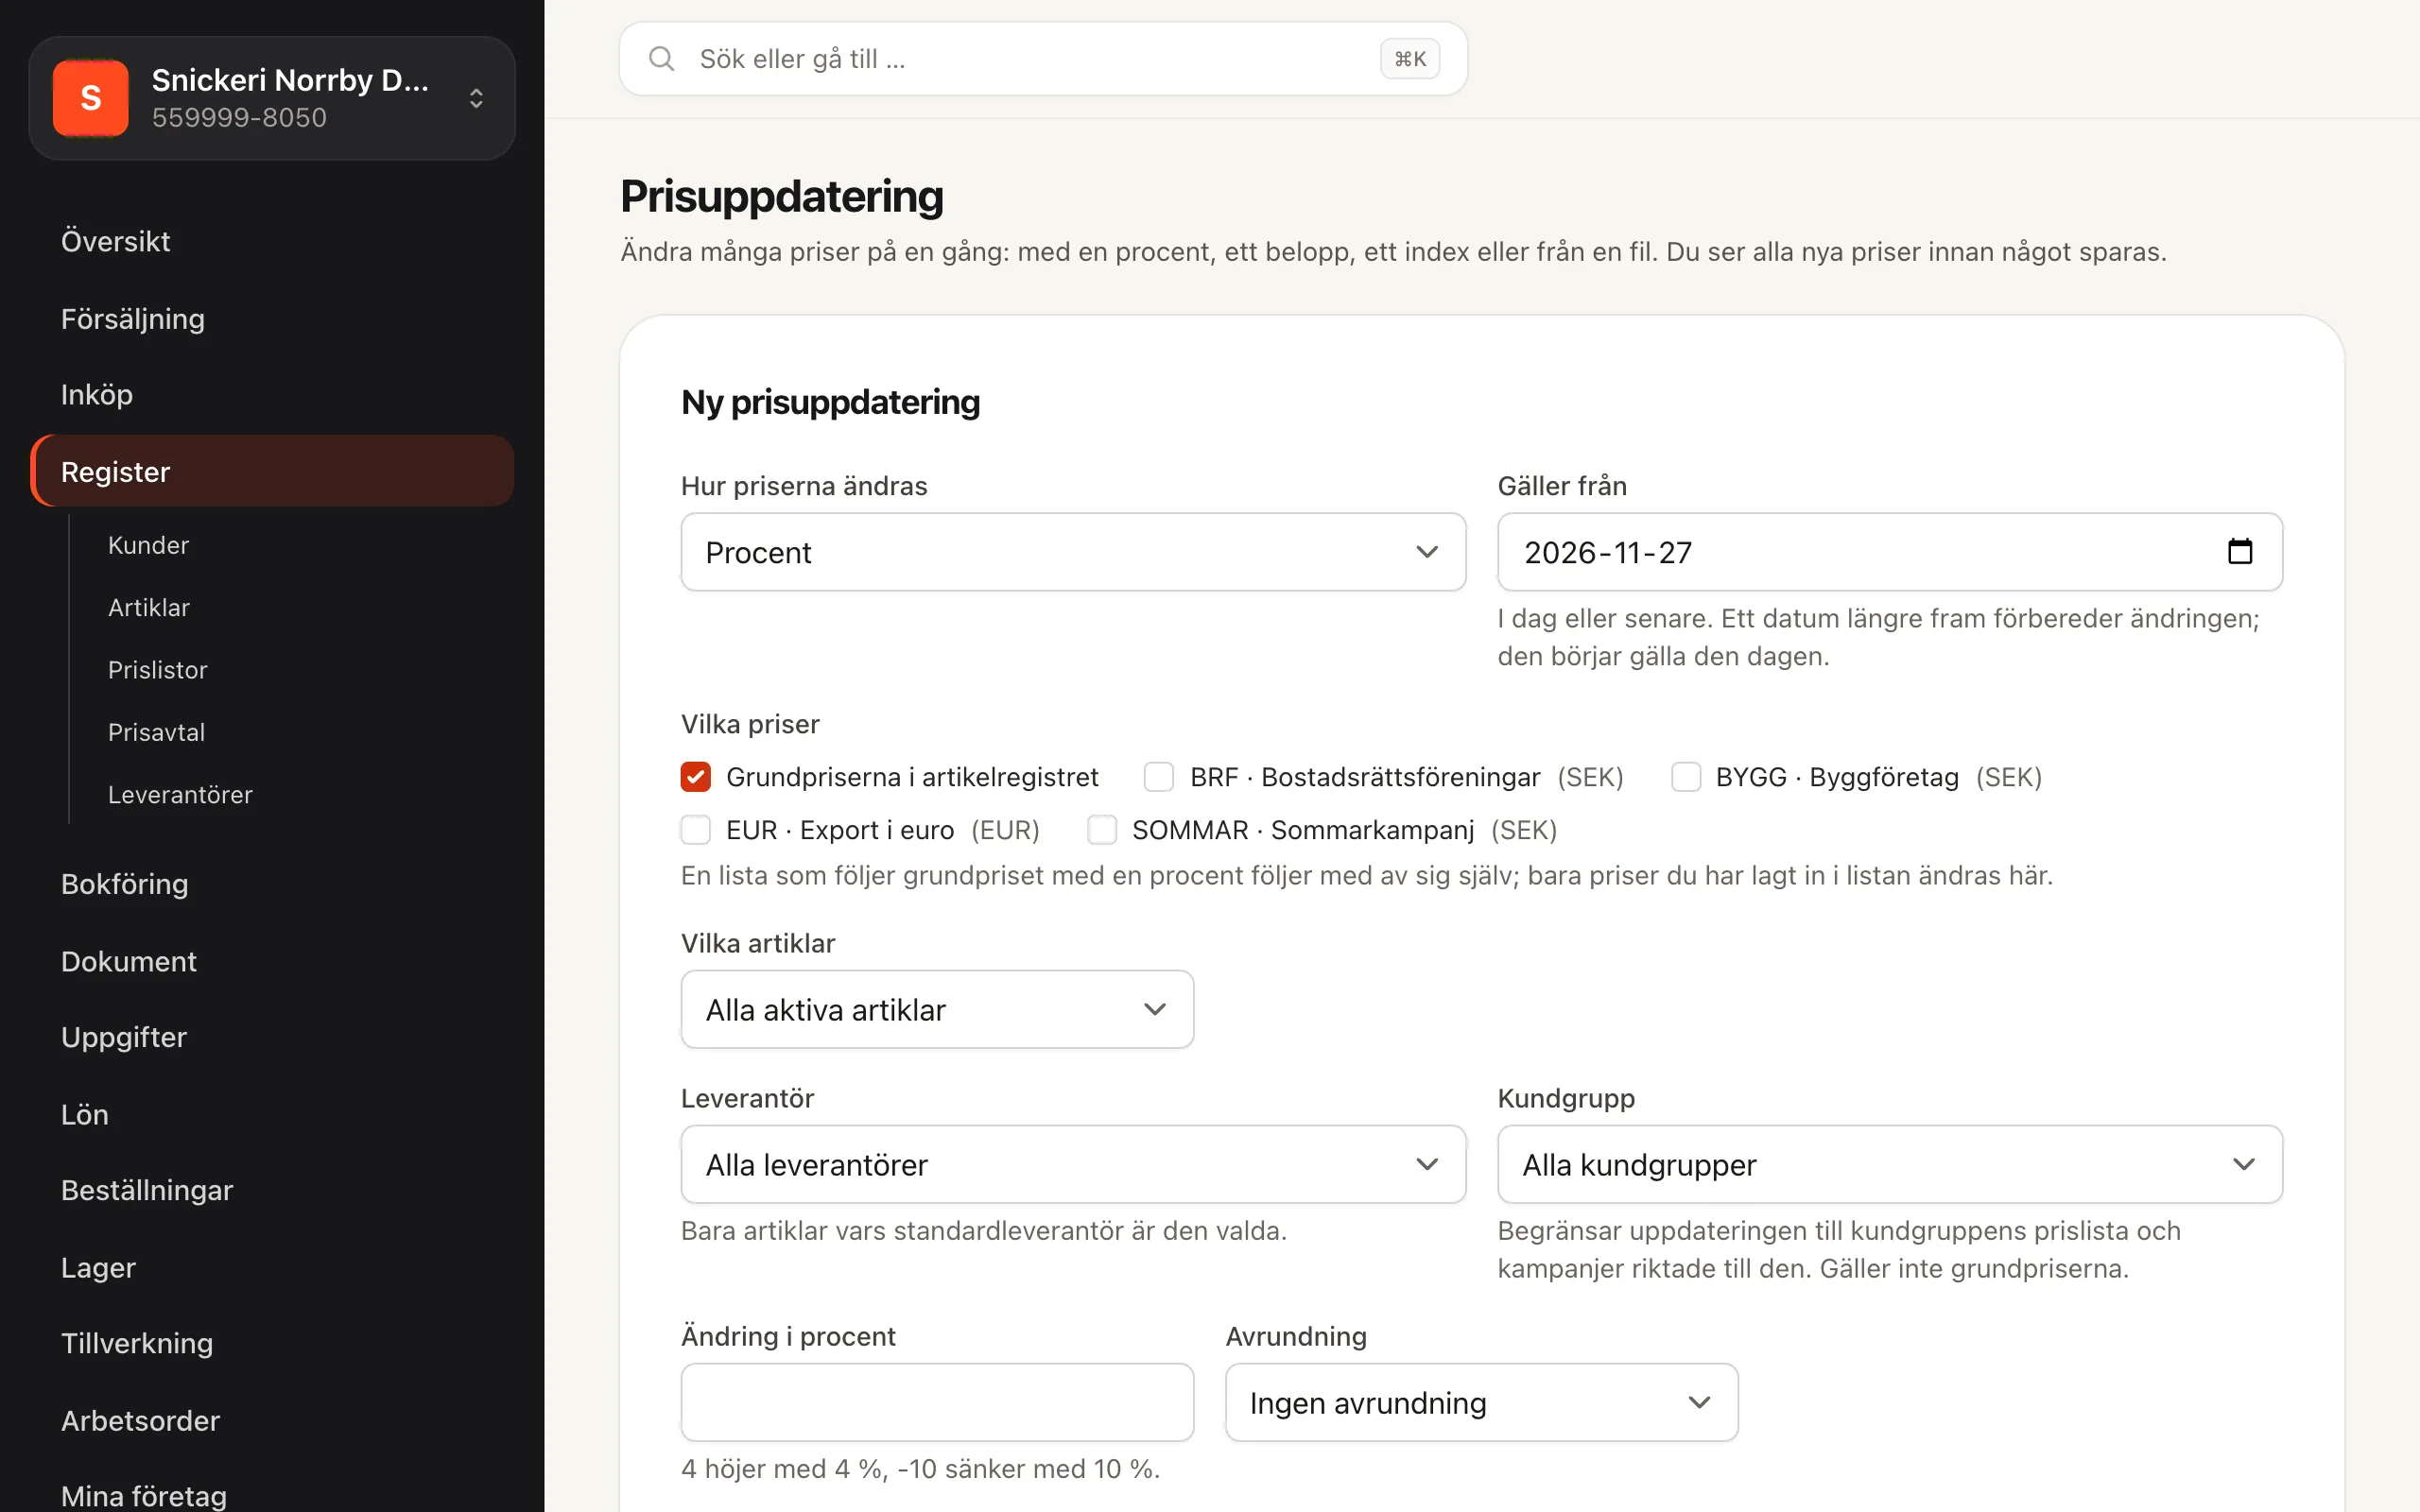 S
Snickeri Norrby D...
559999-8050
Översikt
Försäljning
Inköp
Register
Kunder
Artiklar
Prislistor
Prisavtal
Leverantörer
Bokföring
Dokument
Uppgifter
Lön
Beställningar
Lager
Tillverkning
Arbetsorder
Mina företag
Sök eller gå till ...
⌘K
Prisuppdatering
Ändra många priser på en gång: med en procent, ett belopp, ett index eller från en fil. Du ser alla nya priser innan något sparas.
Ny prisuppdatering
Hur priserna ändras
Procent
Gäller från
2026-11-27
I dag eller senare. Ett datum längre fram förbereder ändringen;
den börjar gälla den dagen.
Vilka priser
Grundpriserna i artikelregistret
BRF · Bostadsrättsföreningar (SEK)
BYGG · Byggföretag (SEK)
EUR · Export i euro (EUR)
SOMMAR · Sommarkampanj (SEK)
En lista som följer grundpriset med en procent följer med av sig själv; bara priser du har lagt in i listan ändras här.
Vilka artiklar
Alla aktiva artiklar
Leverantör
Alla leverantörer
Bara artiklar vars standardleverantör är den valda.
Kundgrupp
Alla kundgrupper
Begränsar uppdateringen till kundgruppens prislista och
kampanjer riktade till den. Gäller inte grundpriserna.
Ändring i procent
4 höjer med 4 %, -10 sänker med 10 %.
Avrundning
Ingen avrundning